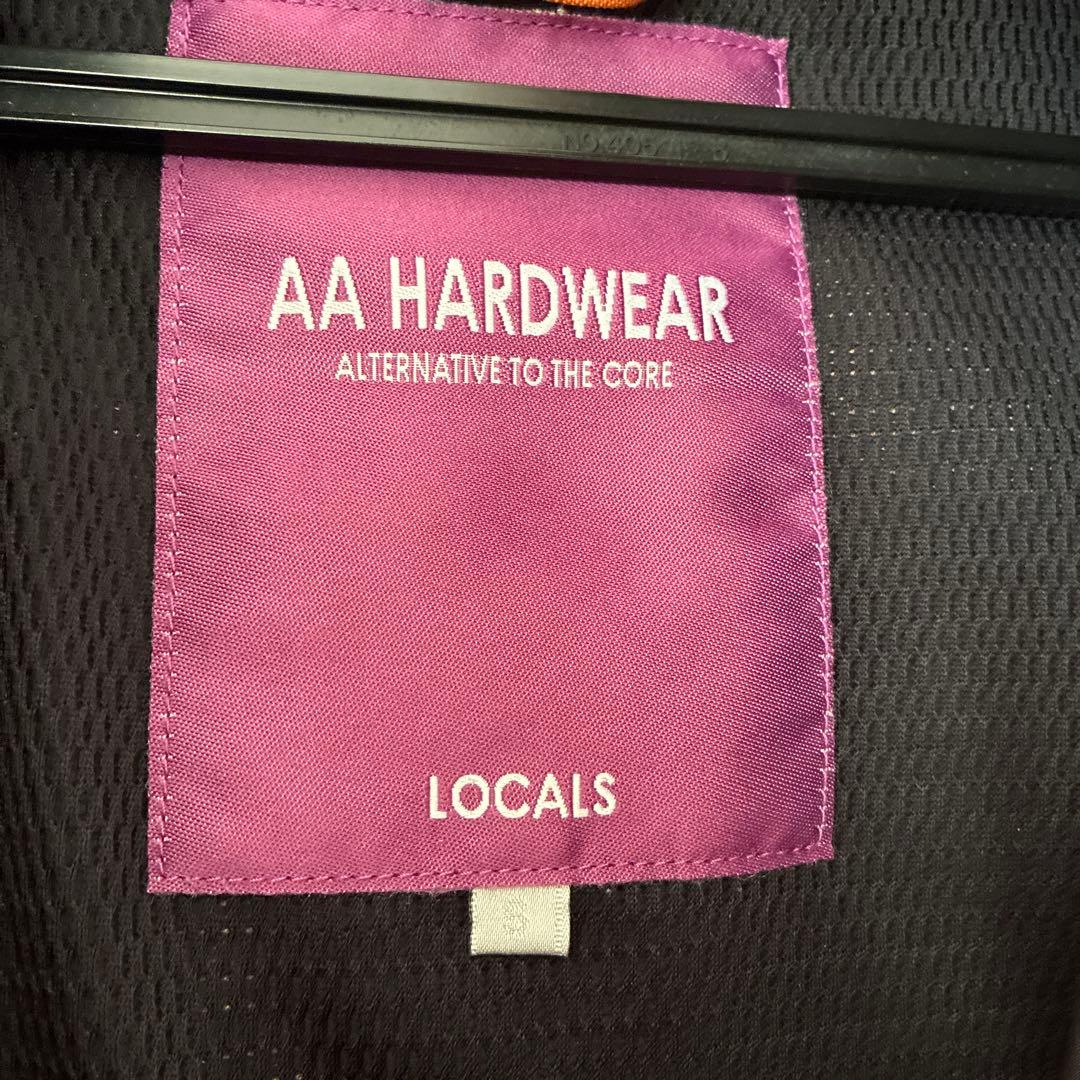 AA HARDWEAR
ALTERNATIVE TO THE CORE
LOCALS